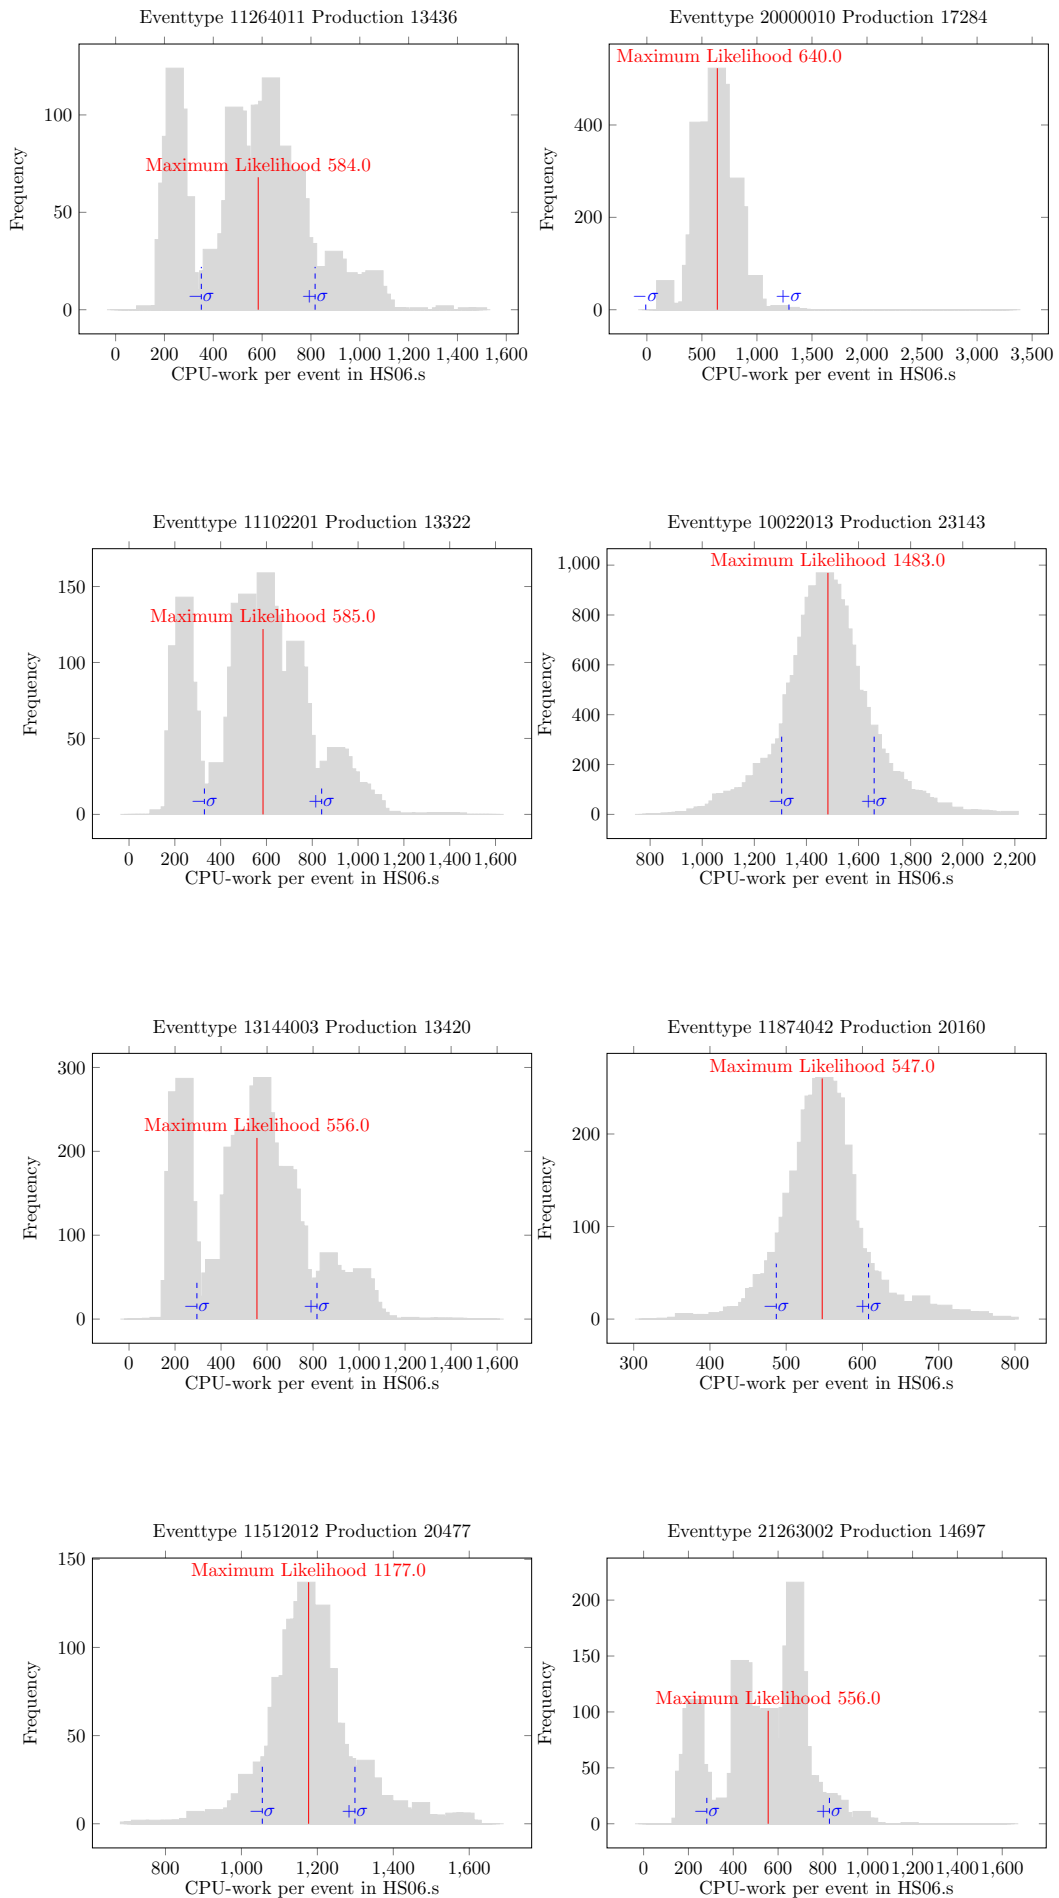 Eventtype 11264011 Production 13436
Maximum Likelihood 584.0
−σ
+σ
0
50
100
0
200
400
600
800
1,000
1,200
1,400
1,600
Frequency
CPU-work per event in HS06.s
Eventtype 20000010 Production 17284
Maximum Likelihood 640.0
−σ
+σ
0
200
400
0
500
1,000
1,500
2,000
2,500
3,000
3,500
Frequency
CPU-work per event in HS06.s
Eventtype 11102201 Production 13322
Maximum Likelihood 585.0
−σ
+σ
0
50
100
150
0
200
400
600
800
1,000
1,200
1,400
1,600
Frequency
CPU-work per event in HS06.s
Eventtype 10022013 Production 23143
Maximum Likelihood 1483.0
−σ
+σ
0
200
400
600
800
1,000
800
1,000
1,200
1,400
1,600
1,800
2,000
2,200
Frequency
CPU-work per event in HS06.s
Eventtype 13144003 Production 13420
Maximum Likelihood 556.0
−σ
+σ
0
100
200
300
0
200
400
600
800
1,000
1,200
1,400
1,600
Frequency
CPU-work per event in HS06.s
Eventtype 11874042 Production 20160
Maximum Likelihood 547.0
−σ
+σ
0
100
200
300
400
500
600
700
800
Frequency
CPU-work per event in HS06.s
Eventtype 11512012 Production 20477
Maximum Likelihood 1177.0
−σ
+σ
0
50
100
150
800
1,000
1,200
1,400
1,600
Frequency
CPU-work per event in HS06.s
Eventtype 21263002 Production 14697
Maximum Likelihood 556.0
−σ
+σ
0
50
100
150
200
0
200
400
600
800
1,000
1,200
1,400
1,600
Frequency
CPU-work per event in HS06.s